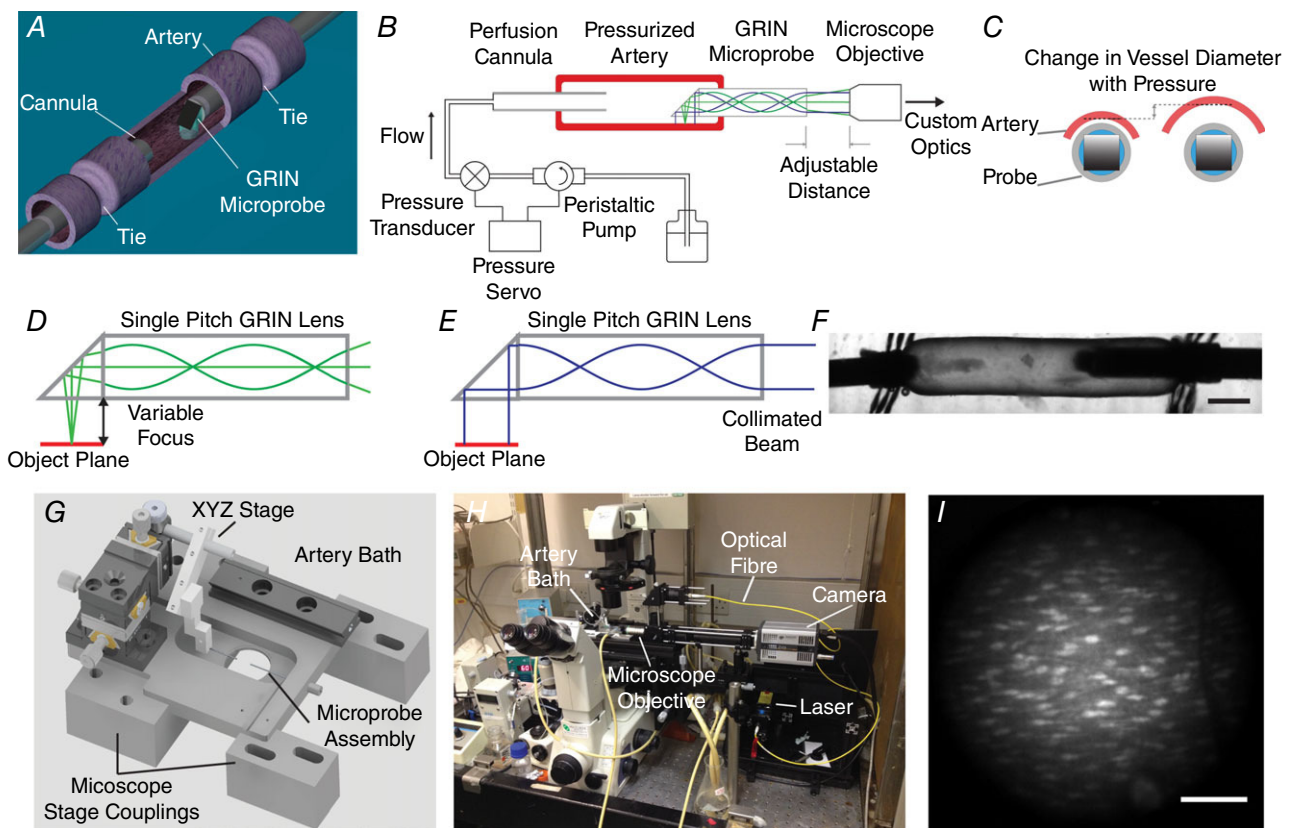 A
Artery
Cannula
Tie
GRIN
Microprobe
Tie
B
Perfusion
Cannula
Pressurized
Artery
GRIN
Microprobe
Microscope
Objective
Flow
Custom
Optics
Adjustable
Distance
Pressure
Transducer
Peristaltic
Pump
Pressure
Servo
C
Change in Vessel Diameter
with Pressure
Artery
Probe
D
Single Pitch GRIN Lens
Variable
Focus
Object Plane
E
Single Pitch GRIN Lens
Collimated
Beam
Object Plane
F
G
XYZ Stage
Artery Bath
Microprobe
Assembly
Micoscope
Stage Couplings
H
Artery
Bath
Optical
Fibre
Camera
Microscope
Objective
Laser
I